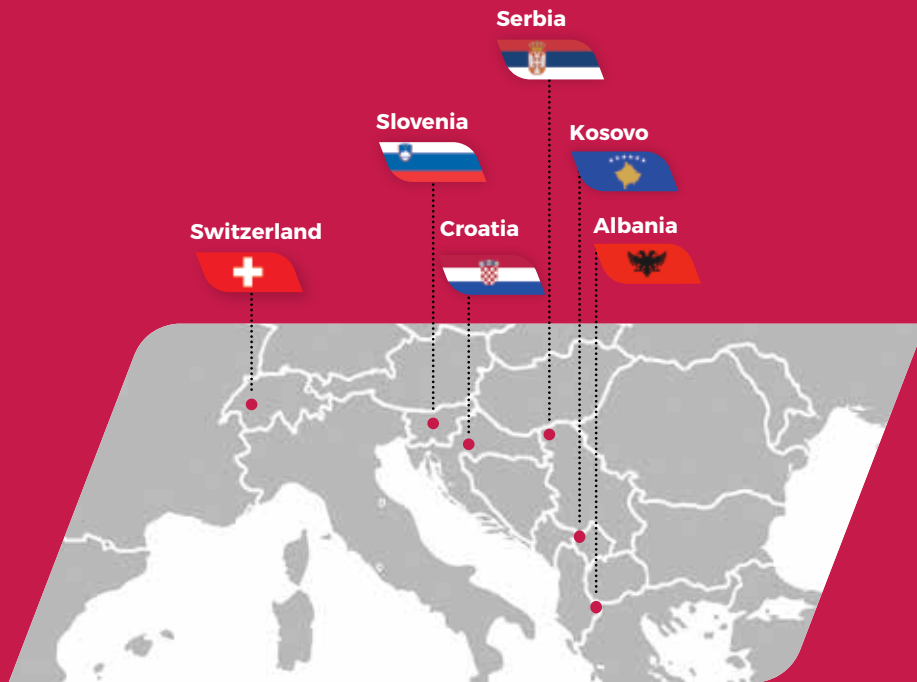 Serbia
Slovenia
Kosovo
Switzerland
Croatia
Albania